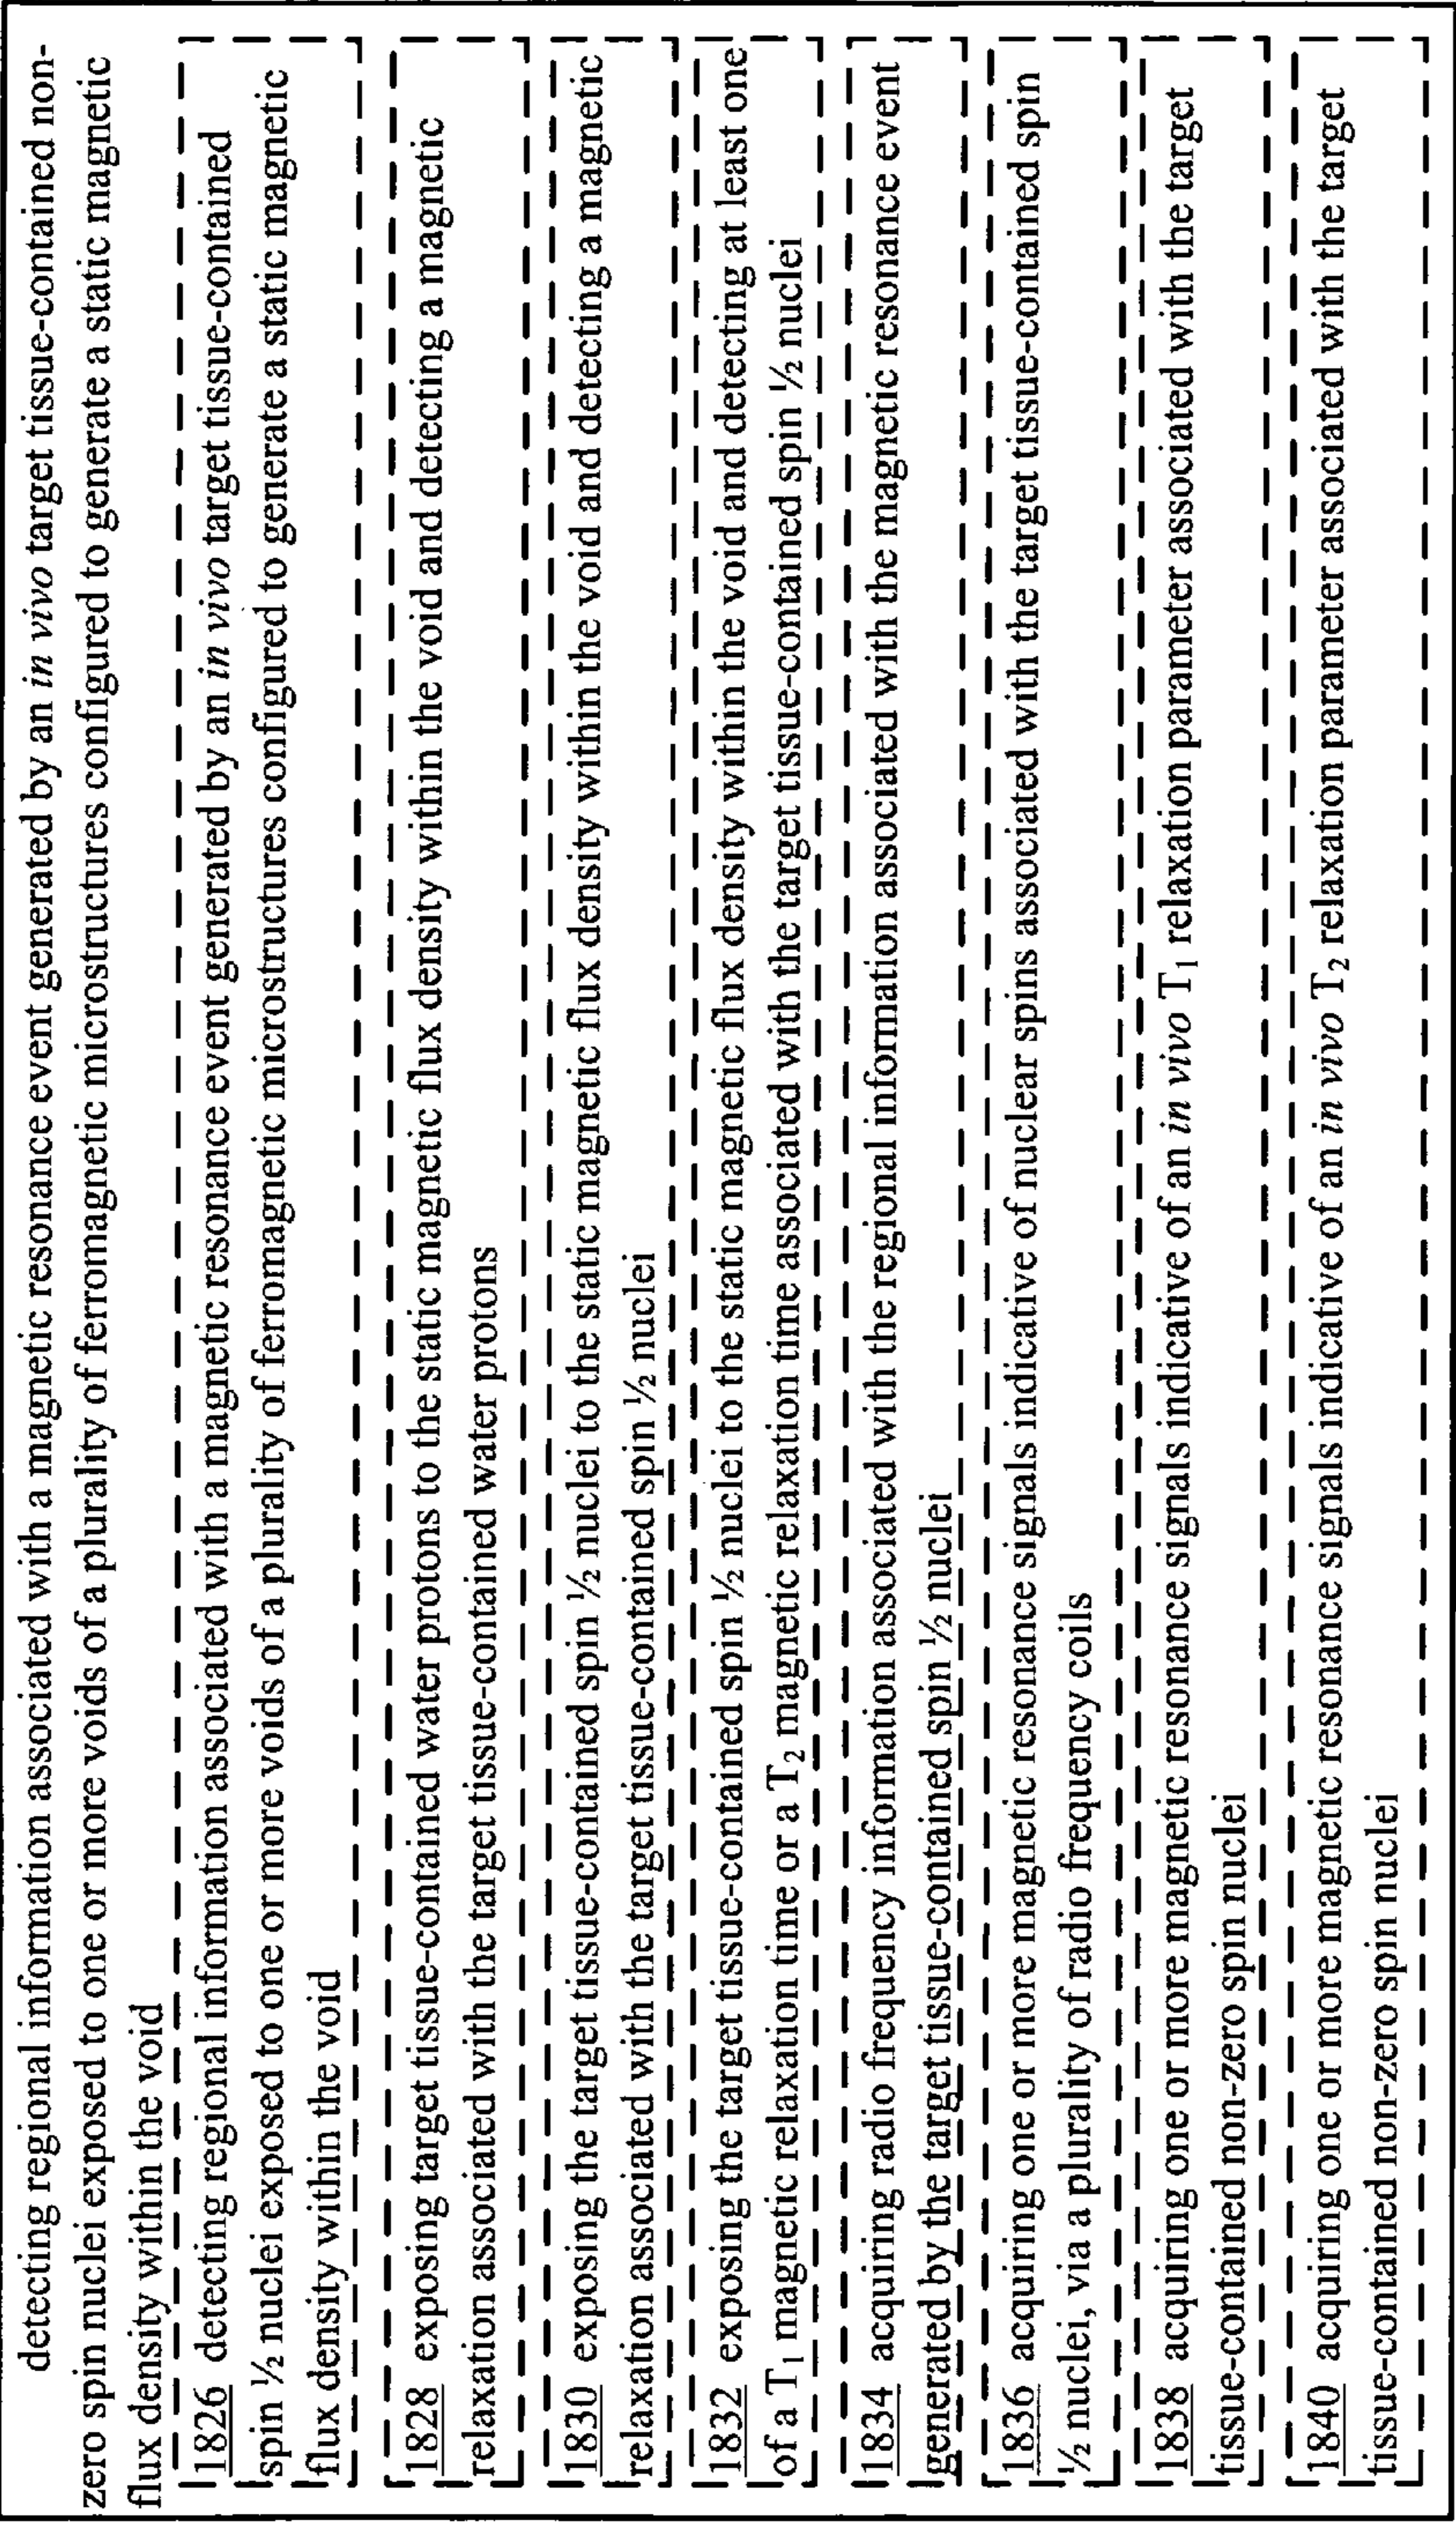 detecting regional information associated with a magnetic resonance event generated by an in vivo target tissue-contained non-
zero spin nuclei exposed to one or more voids of a plurality of ferromagnetic microstructures configured to generate a static magnetic
flux density within the void
1826 detecting regional information associated with a magnetic resonance event generated by an in vivo target tissue-contained
spin ½ nuclei exposed to one or more voids of a plurality of ferromagnetic microstructures configured to generate a static magnetic
flux density within the void
1828 exposing target tissue-contained water protons to the static magnetic flux density within the void and detecting a magnetic
relaxation associated with the target tissue-contained water protons
1830 exposing the target tissue-contained spin ½ nuclei to the static magnetic flux density within the void and detecting a magnetic
relaxation associated with the target tissue-contained spin ½ nuclei
1832 exposing the target tissue-contained spin ½ nuclei to the static magnetic flux density within the void and detecting at least one
of a T₁ magnetic relaxation time or a T₂ magnetic relaxation time associated with the target tissue-contained spin ½ nuclei
1834 acquiring radio frequency information associated with the regional information associated with the magnetic resonance event
generated by the target tissue-contained spin ½ nuclei
1836 acquiring one or more magnetic resonance signals indicative of nuclear spins associated with the target tissue-contained spin
½ nuclei, via a plurality of radio frequency coils
1838 acquiring one or more magnetic resonance signals indicative of an in vivo T₁ relaxation parameter associated with the target
tissue-contained non-zero spin nuclei
1840 acquiring one or more magnetic resonance signals indicative of an in vivo T₂ relaxation parameter associated with the target
tissue-contained non-zero spin nuclei